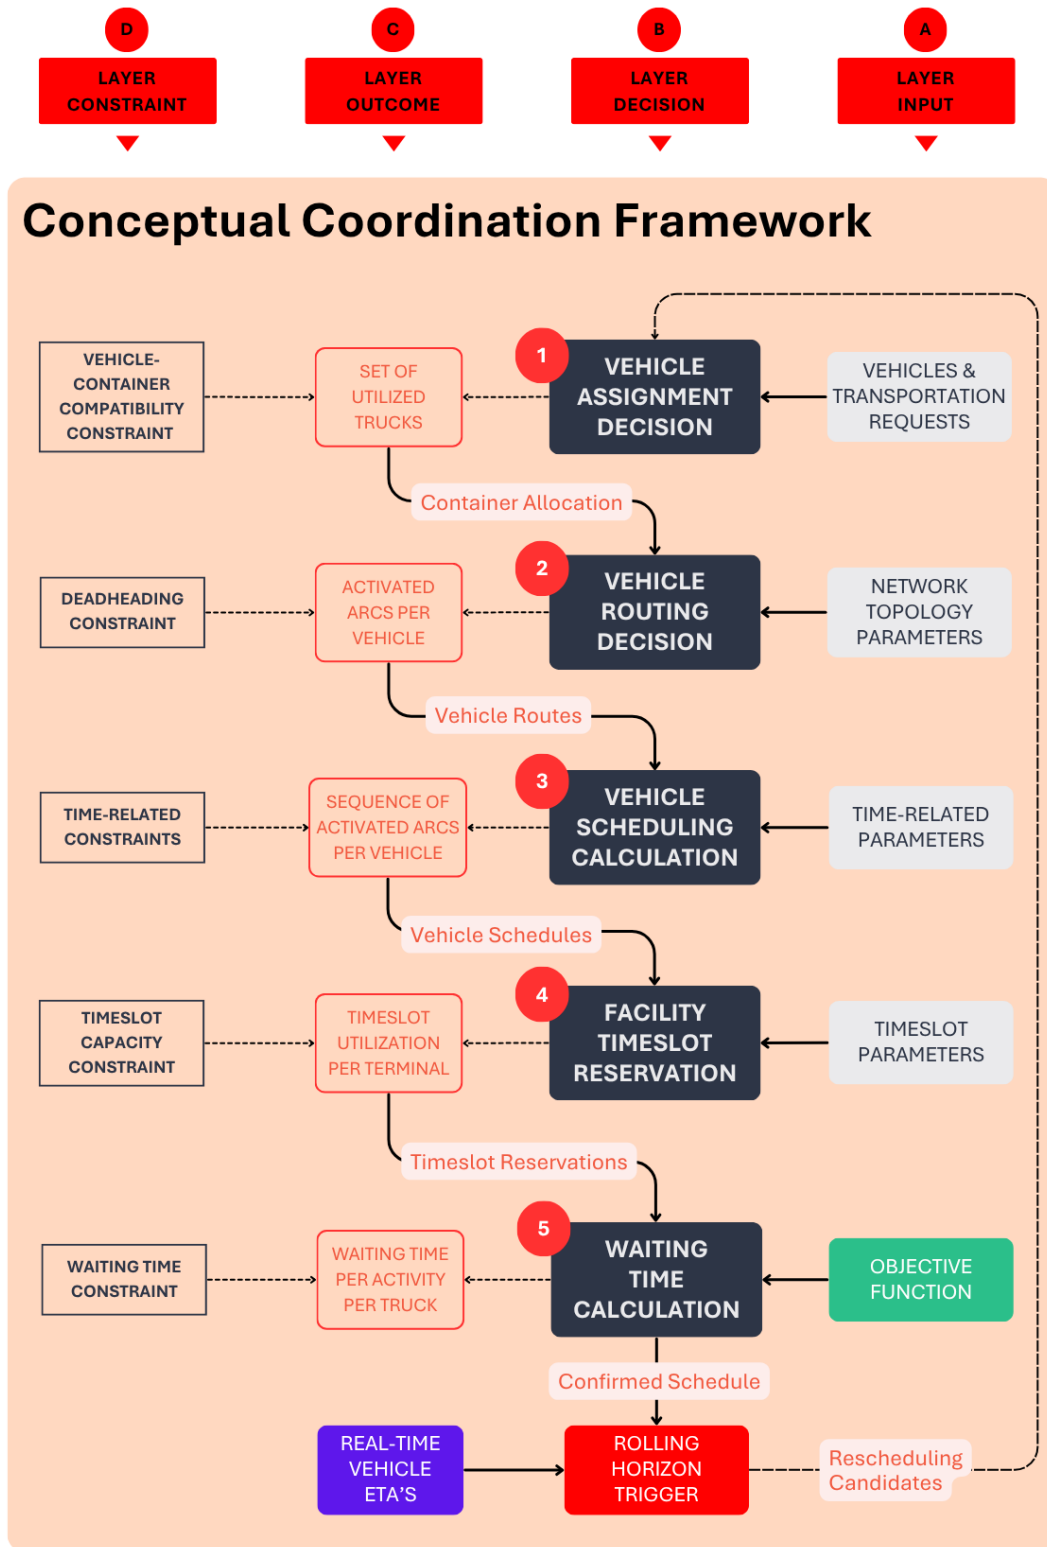 D
C
B
A
LAYER
CONSTRAINT
LAYER
OUTCOME
LAYER
DECISION
LAYER
INPUT
Conceptual Coordination Framework
VEHICLE-
CONTAINER
COMPATIBILITY
CONSTRAINT
SET OF
UTILIZED
TRUCKS
1
VEHICLE
ASSIGNMENT
DECISION
VEHICLES &
TRANSPORTATION
REQUESTS
Container Allocation
DEADHEADING
CONSTRAINT
ACTIVATED
ARCS PER
VEHICLE
2
VEHICLE
ROUTING
DECISION
NETWORK
TOPOLOGY
PARAMETERS
Vehicle Routes
TIME-RELATED
CONSTRAINTS
SEQUENCE OF
ACTIVATED ARCS
PER VEHICLE
3
VEHICLE
SCHEDULING
CALCULATION
TIME-RELATED
PARAMETERS
Vehicle Schedules
TIMESLOT
CAPACITY
CONSTRAINT
TIMESLOT
UTILIZATION
PER TERMINAL
4
FACILITY
TIMESLOT
RESERVATION
TIMESLOT
PARAMETERS
Timeslot Reservations
WAITING TIME
CONSTRAINT
WAITING TIME
PER ACTIVITY
PER TRUCK
5
WAITING
TIME
CALCULATION
OBJECTIVE
FUNCTION
Confirmed Schedule
REAL-TIME
VEHICLE
ETA'S
ROLLING
HORIZON
TRIGGER
Rescheduling
Candidates